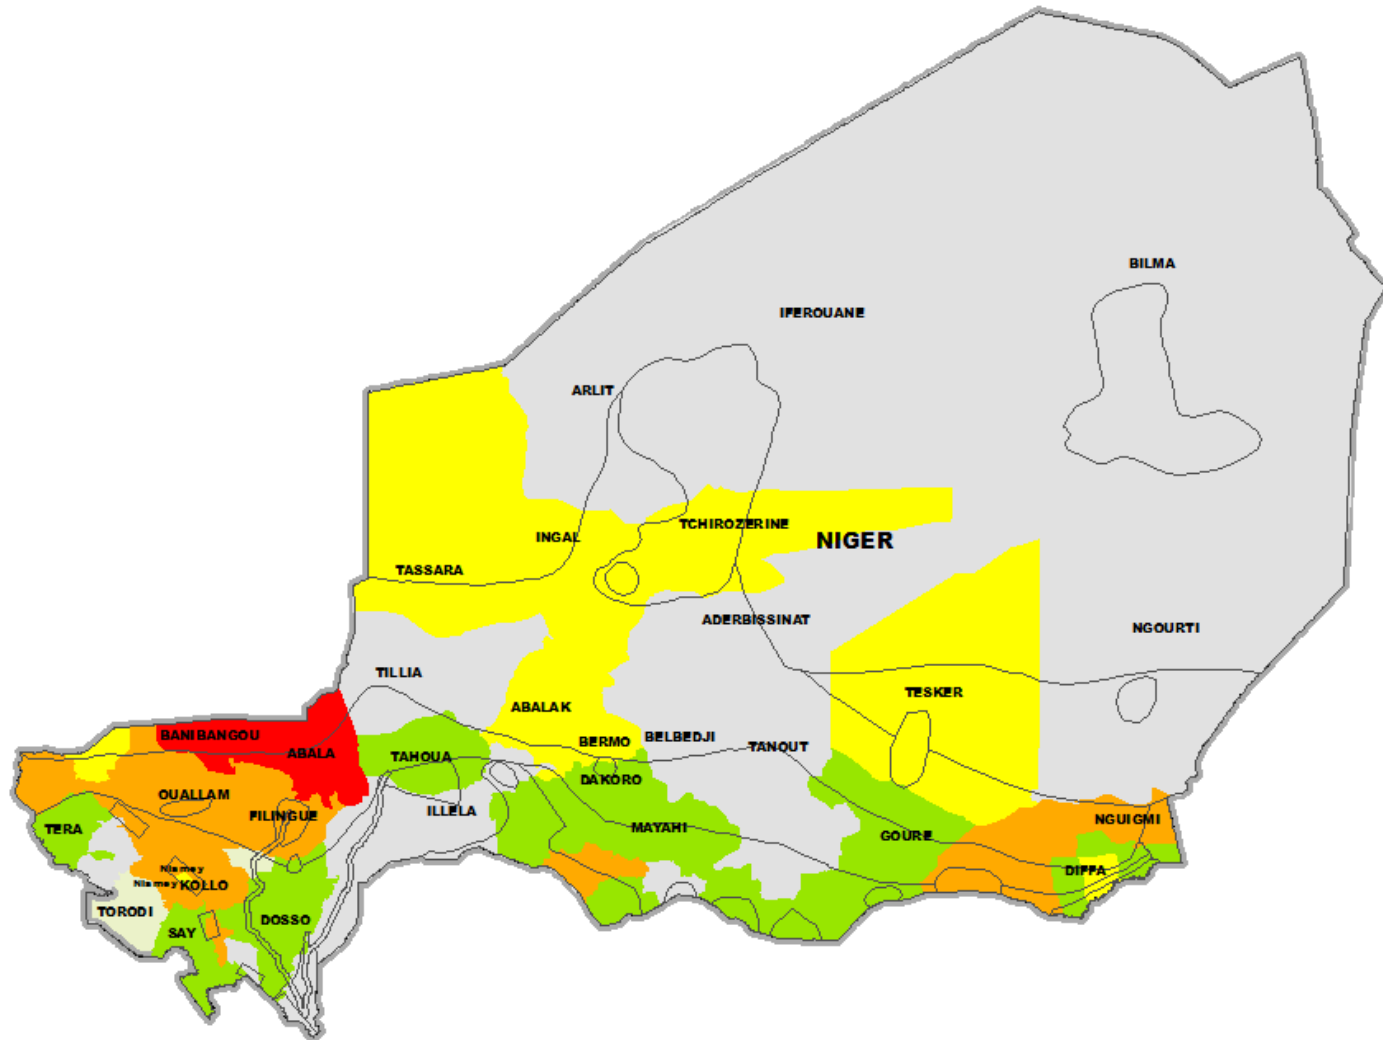 BILMA
IFEROUANE
ARLIT
TCHIROZERINE
INGAL
NIGER
TASSARA
ADERBISSINAT
NGOURTI
TILLIA
TESKER
ABALAK
BANIBANGOU
BERMO
BELBEDJI
ABALA
TAHOUA
TANOUT
DAKORO
OUALLAM
ILLELA
FILINGUE
NGUIGMI
TERA
MAYAHI
GOURE
Niamey
DIFFA
Niamey
KOLLO
TORODI
DOSSO
SAY